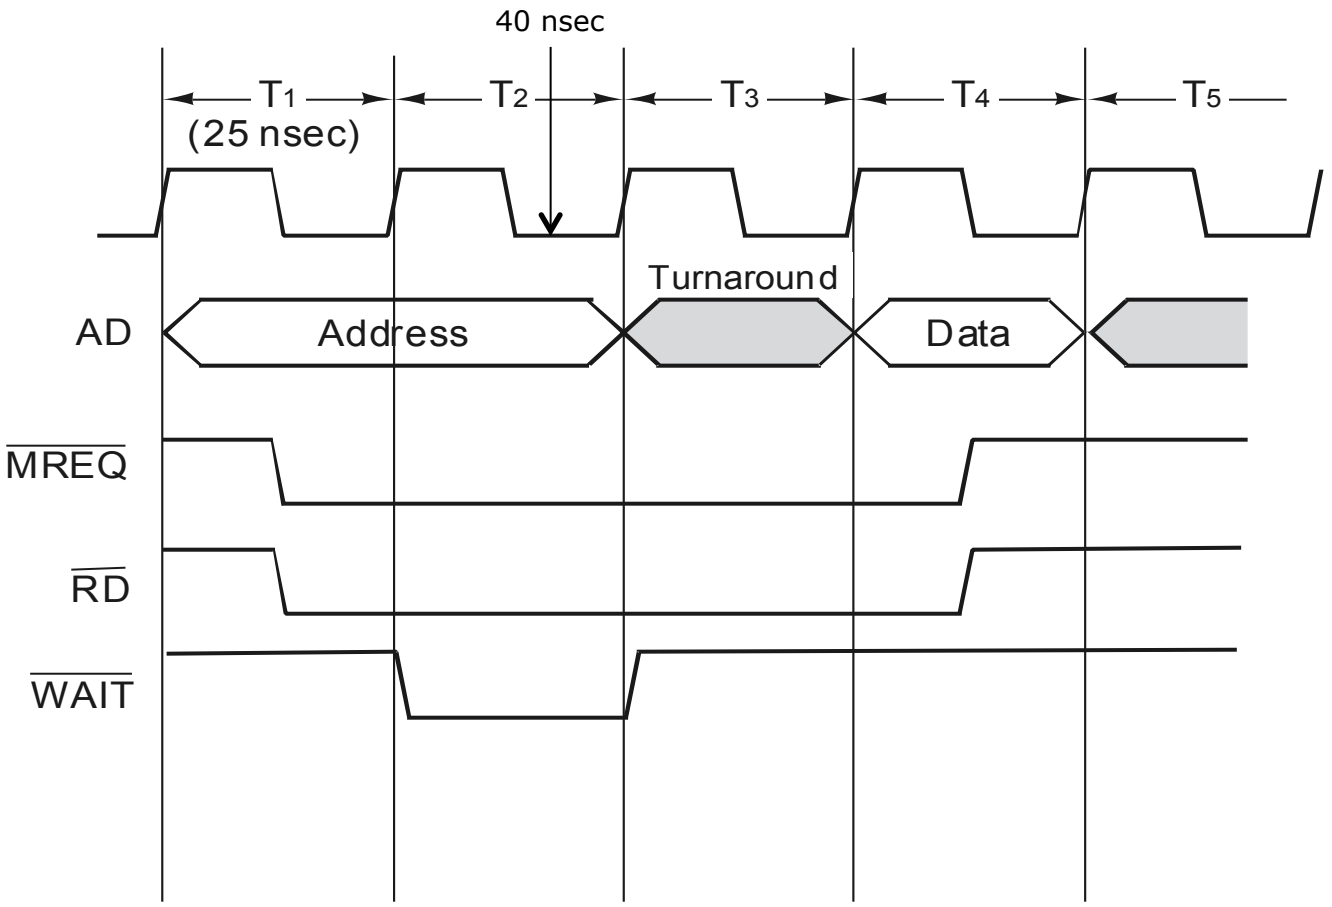 40 nsec
T1 T2 T3 T4 T5
(25 nsec)
Turnaround
AD Address Data
MREQ
RD
WAIT